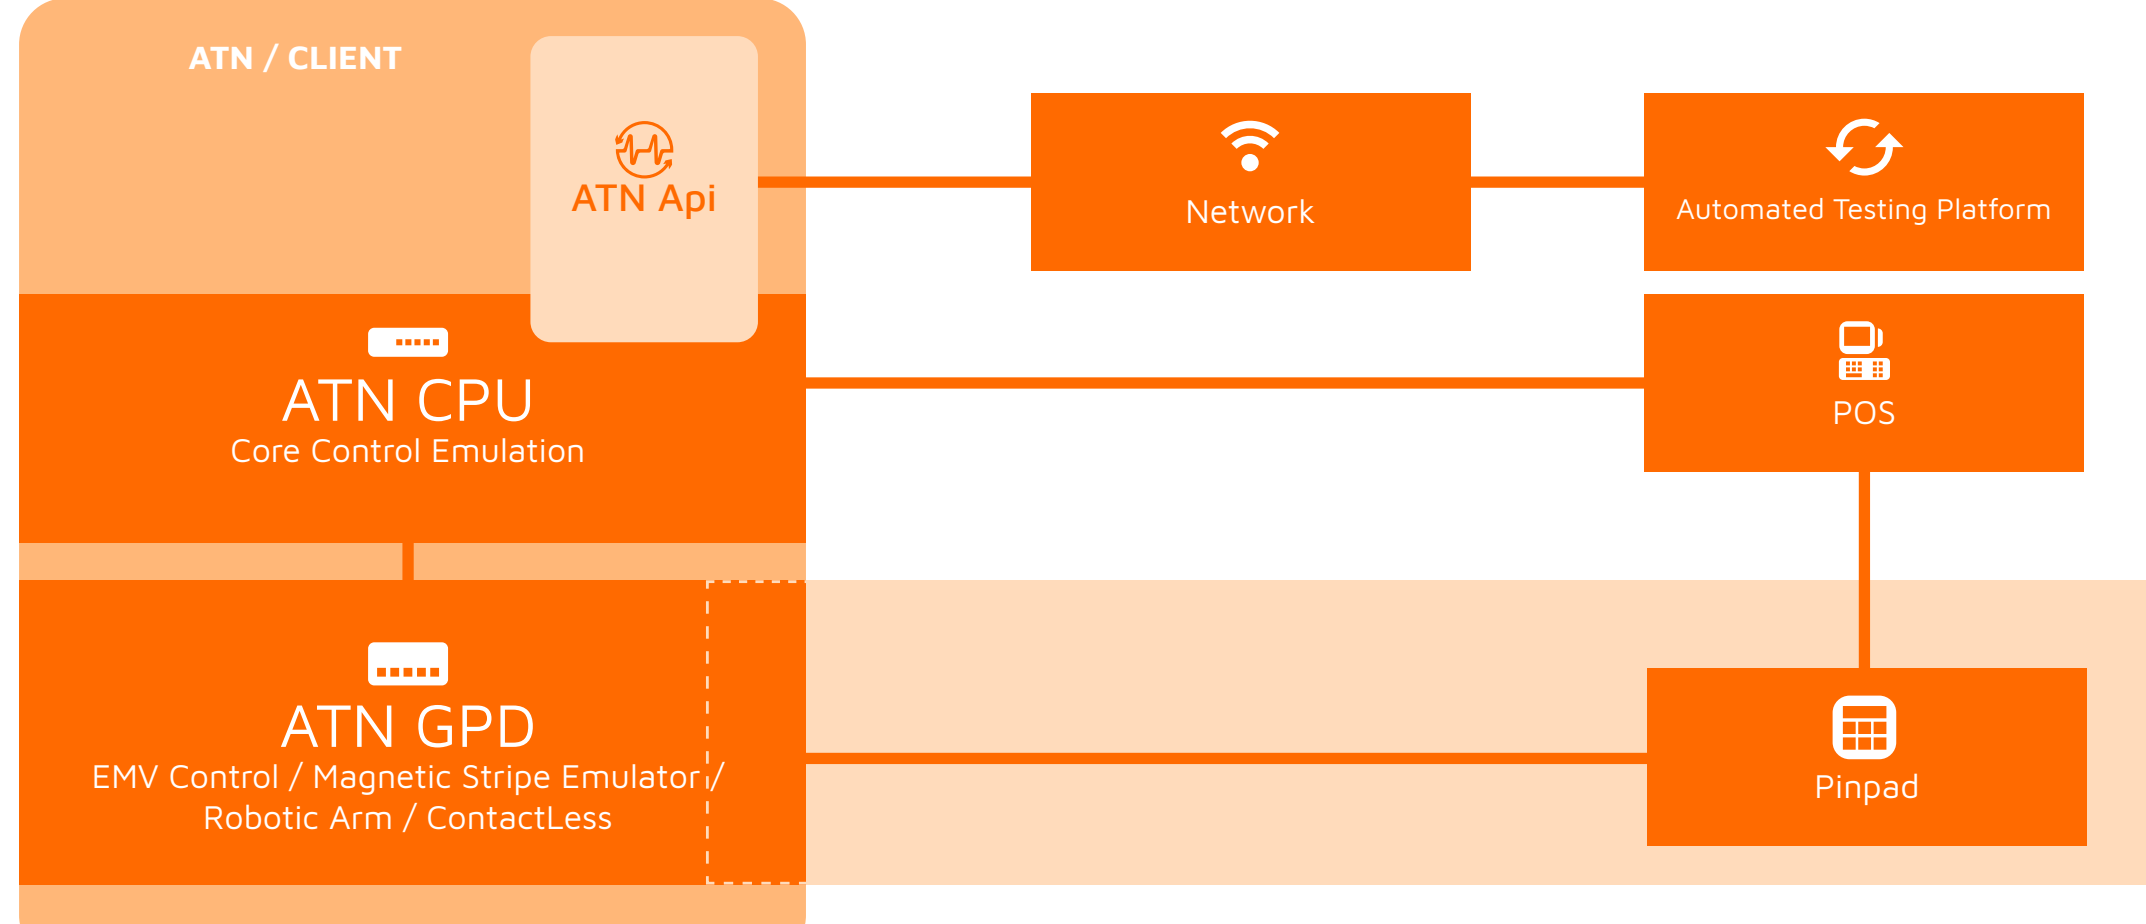 ATN / CLIENT
ATN Api
Network
Automated Testing Platform
ATN CPU
Core Control Emulation
POS
ATN GPD
EMV Control / Magnetic Stripe Emulator /
Robotic Arm / ContactLess
Pinpad